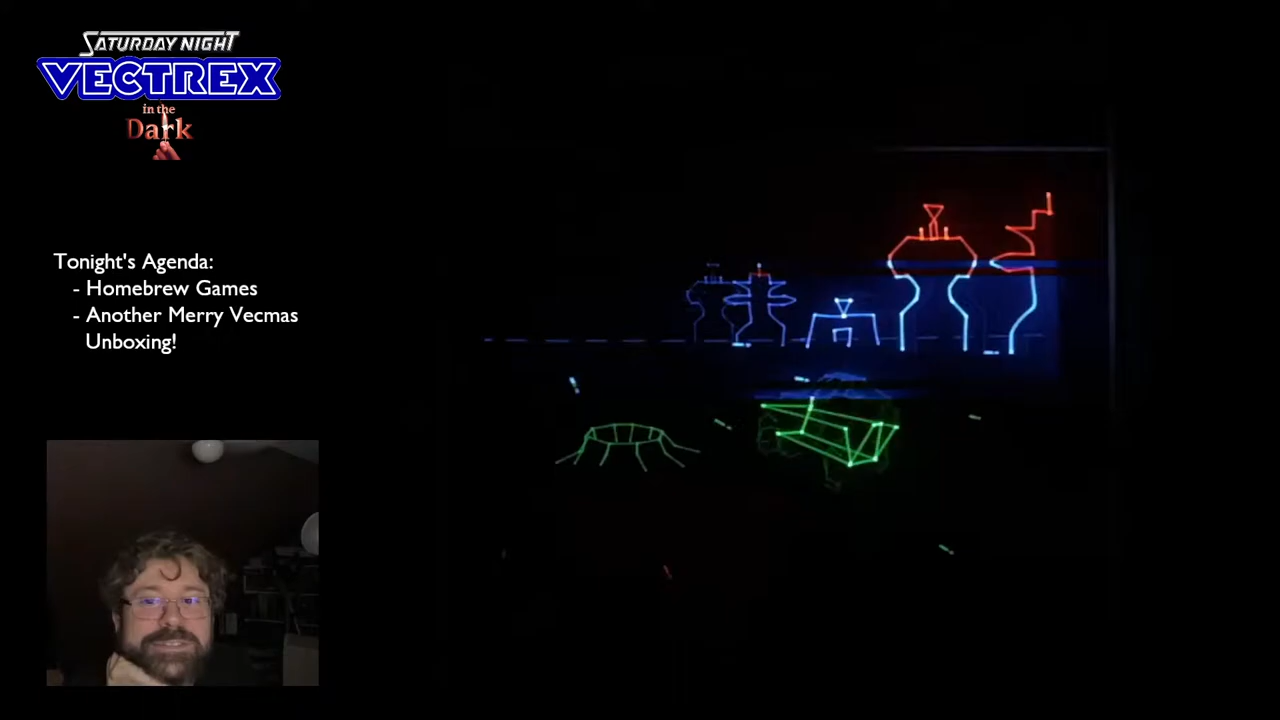 SATURDAY NIGHT
VECTREX
in the
Dark
Tonight's Agenda:
- Homebrew Games
- Another Merry Vecmas
Unboxing!